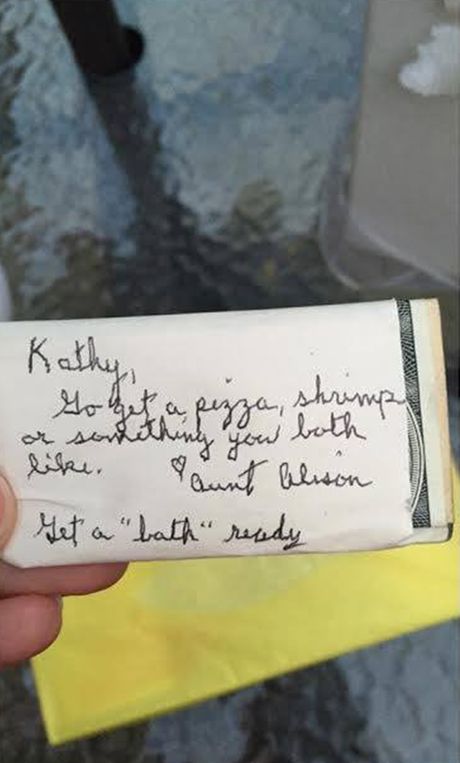 Kathy,
Go get a pizza, shrimp
or something you both
like. ♡ Aunt Alison
Get a "bath" ready